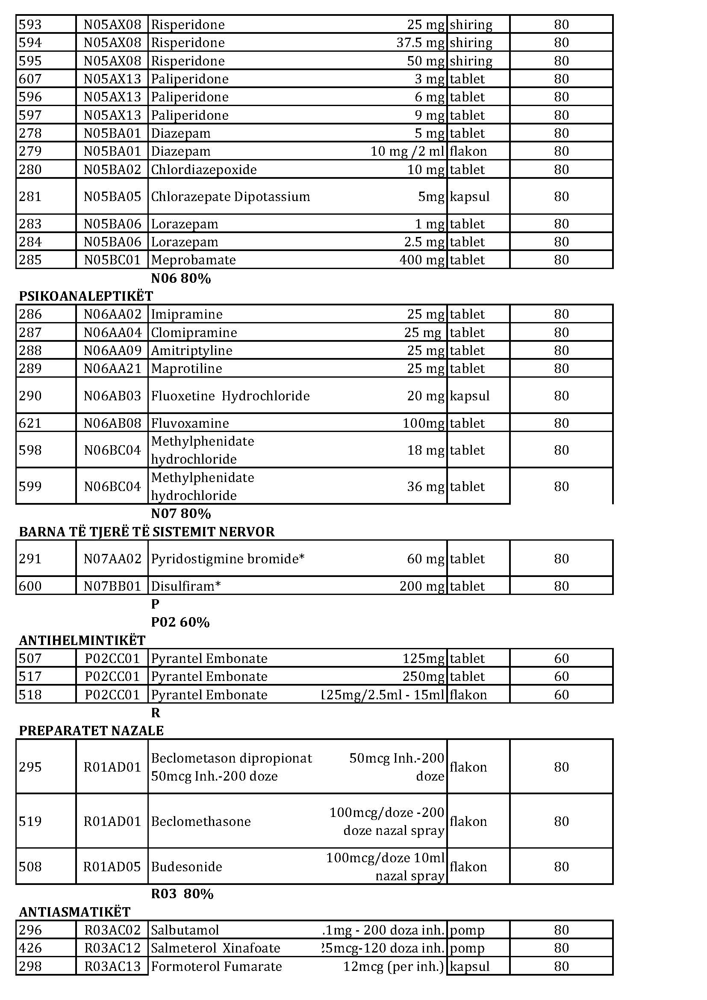 593 N05AX08 Risperidone 25 mg shiring 80
594 N05AX08 Risperidone 37.5 mg shiring 80
595 N05AX08 Risperidone 50 mg shiring 80
607 N05AX13 Paliperidone 3 mg tablet 80
596 N05AX13 Paliperidone 6 mg tablet 80
597 N05AX13 Paliperidone 9 mg tablet 80
278 N05BA01 Diazepam 5 mg tablet 80
279 N05BA01 Diazepam 10 mg /2 ml flakon 80
280 N05BA02 Chlordiazepoxide 10 mg tablet 80
281 N05BA05 Chlorazepate Dipotassium 5mg kapsul 80
283 N05BA06 Lorazepam 1 mg tablet 80
284 N05BA06 Lorazepam 2.5 mg tablet 80
285 N05BC01 Meprobamate 400 mg tablet 80
N06 80%
PSIKOANALEPTIKËT
286 N06AA02 Imipramine 25 mg tablet 80
287 N06AA04 Clomipramine 25 mg tablet 80
288 N06AA09 Amitriptyline 25 mg tablet 80
289 N06AA21 Maprotiline 25 mg tablet 80
290 N06AB03 Fluoxetine Hydrochloride 20 mg kapsul 80
621 N06AB08 Fluvoxamine 100mg tablet 80
598 N06BC04 Methylphenidate
hydrochloride 18 mg tablet 80
599 N06BC04 Methylphenidate
hydrochloride 36 mg tablet 80
N07 80%
BARNA TË TJERË TË SISTEMIT NERVOR
291 N07AA02 Pyridostigmine bromide* 60 mg tablet 80
600 N07BB01 Disulfiram* 200 mg tablet 80
P
P02 60%
ANTIHELMINTIKËT
507 P02CC01 Pyrantel Embonate 125mg tablet 60
517 P02CC01 Pyrantel Embonate 250mg tablet 60
518 P02CC01 Pyrantel Embonate 125mg/2.5ml - 15ml flakon 60
R
PREPARATET NAZALE
295 R01AD01 Beclometason dipropionat 50mcg Inh.-200
50mcg Inh.-200 doze doze flakon 80
519 R01AD01 Beclomethasone 100mcg/doze -200
doze nazal spray flakon 80
508 R01AD05 Budesonide 100mcg/doze 10ml
nazal spray flakon 80
R03 80%
ANTIASMATIKËT
296 R03AC02 Salbutamol .1mg - 200 doza inh. pomp 80
426 R03AC12 Salmeterol Xinafoate 5mcg-120 doza inh. pomp 80
298 R03AC13 Formoterol Fumarate 12mcg (per inh.) kapsul 80